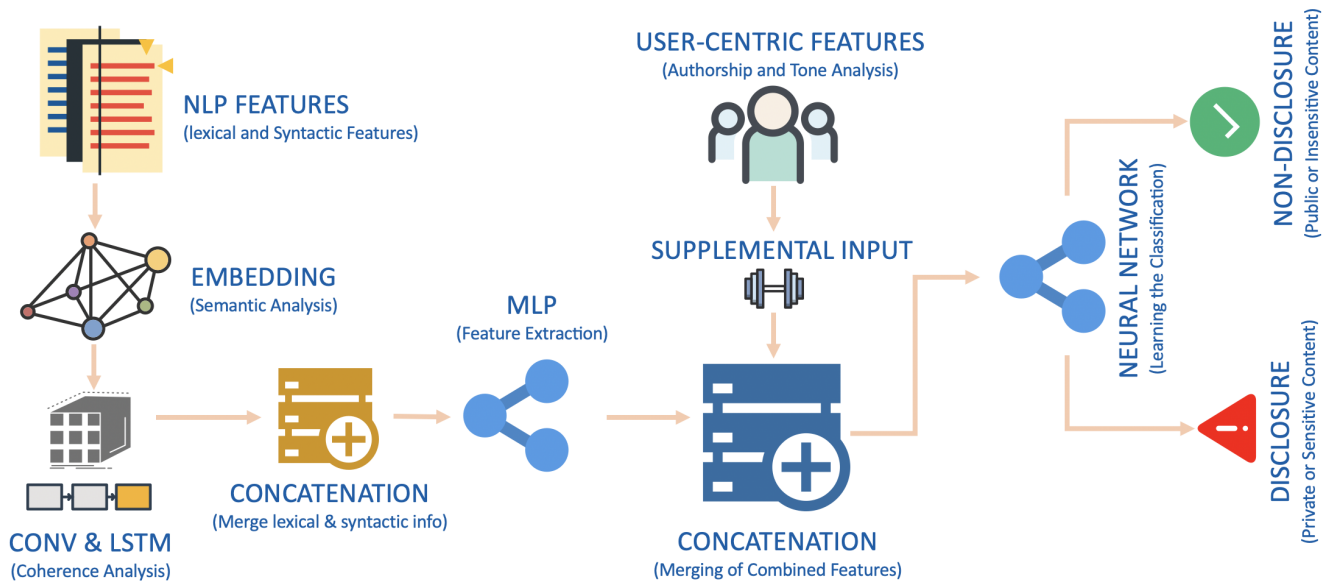 NLP FEATURES
(lexical and Syntactic Features)
EMBEDDING
(Semantic Analysis)
CONV & LSTM
(Coherence Analysis)
CONCATENATION
(Merge lexical & syntactic info)
MLP
(Feature Extraction)
USER-CENTRIC FEATURES
(Authorship and Tone Analysis)
SUPPLEMENTAL INPUT
CONCATENATION
(Merging of Combined Features)
NEURAL NETWORK
(Learning the Classification)
NON-DISCLOSURE
(Public or Insensitive Content)
DISCLOSURE
(Private or Sensitive Content)